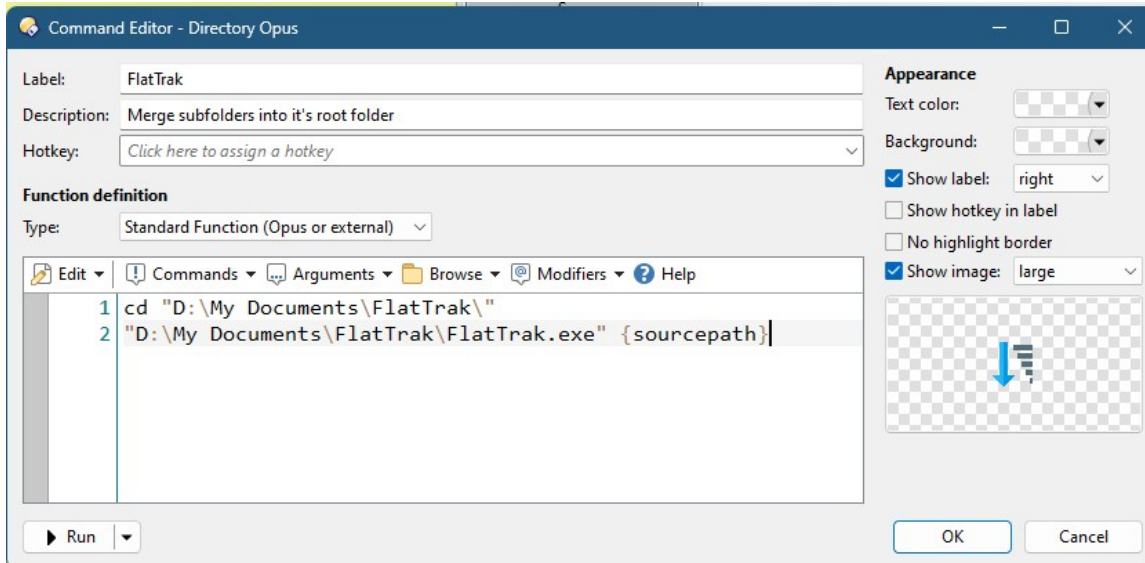 Command Editor - Directory Opus
Label: FlatTrak
Description: Merge subfolders into it's root folder
Hotkey: Click here to assign a hotkey
Function definition
Type: Standard Function (Opus or external)
Edit Commands Arguments Browse Modifiers Help
1 cd "D:\My Documents\FlatTrak\"
2 "D:\My Documents\FlatTrak\FlatTrak.exe" {sourcepath}
Run
Appearance
Text color:
Background:
Show label: right
Show hotkey in label
No highlight border
Show image: large
OK Cancel